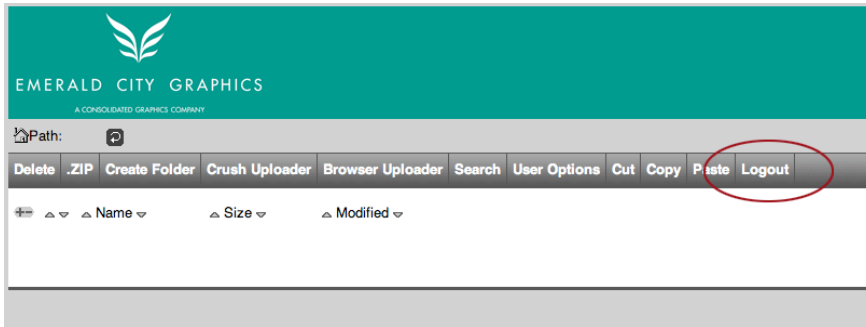 EMERALD CITY GRAPHICS
A CONSOLIDATED GRAPHICS COMPANY
Path:
Delete .ZIP Create Folder Crush Uploader Browser Uploader Search User Options Cut Copy Paste Logout
Name Size Modified